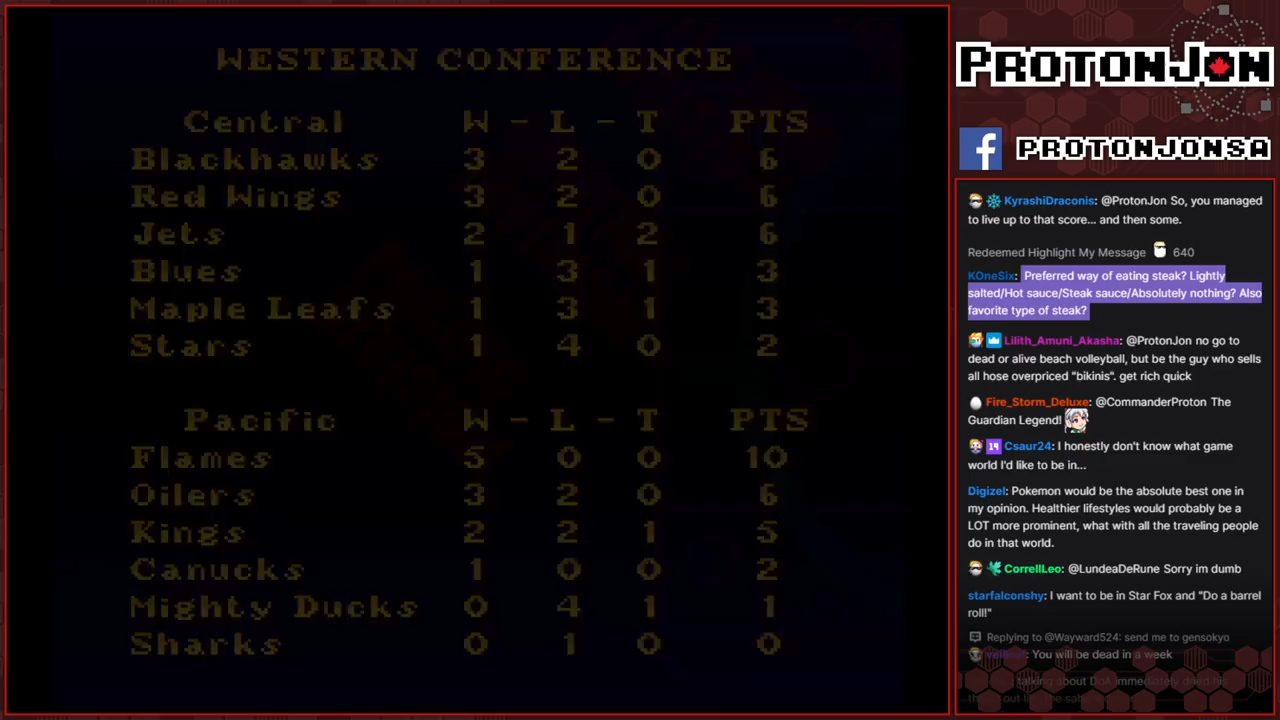 WESTERN CONFERENCE
Central W - L - T PTS
Blackhawks 3 2 0 6
Red Wings 3 2 0 6
Jets 2 1 2 6
Blues 1 3 1 3
Maple Leafs 1 3 1 3
Stars 1 4 0 2
Pacific W - L - T PTS
Flames 5 0 0 10
Oilers 3 2 0 6
Kings 2 2 1 5
Canucks 1 0 0 2
Mighty Ducks 0 4 1 1
Sharks 0 1 0 0
PROTONJON
PROTONJONSA
KyrashiDraconis: @ProtonJon So, you managed
to live up to that score... and then some.
Redeemed Highlight My Message 640
KOneSix: Preferred way of eating steak? Lightly
salted/Hot sauce/Steak sauce/Absolutely nothing? Also
favorite type of steak?
Lilith_Amuni_Akasha: @ProtonJon no go to
dead or alive beach volleyball, but be the guy who sells
all hose overpriced "bikinis". get rich quick
Fire_Storm_Deluxe: @CommanderProton The
Guardian Legend!
19 Csaur24: I honestly don't know what game
world I'd like to be in...
Digizel: Pokemon would be the absolute best one in
my opinion. Healthier lifestyles would probably be a
LOT more prominent, what with all the traveling people
do in that world.
CorrellLeo: @LundeaDeRune Sorry im dumb
starfalconshy: I want to be in Star Fox and "Do a barrel
roll!"
Replying to @Wayward524: send me to gensokyo
You will be dead in a week
talking about DoA immediately